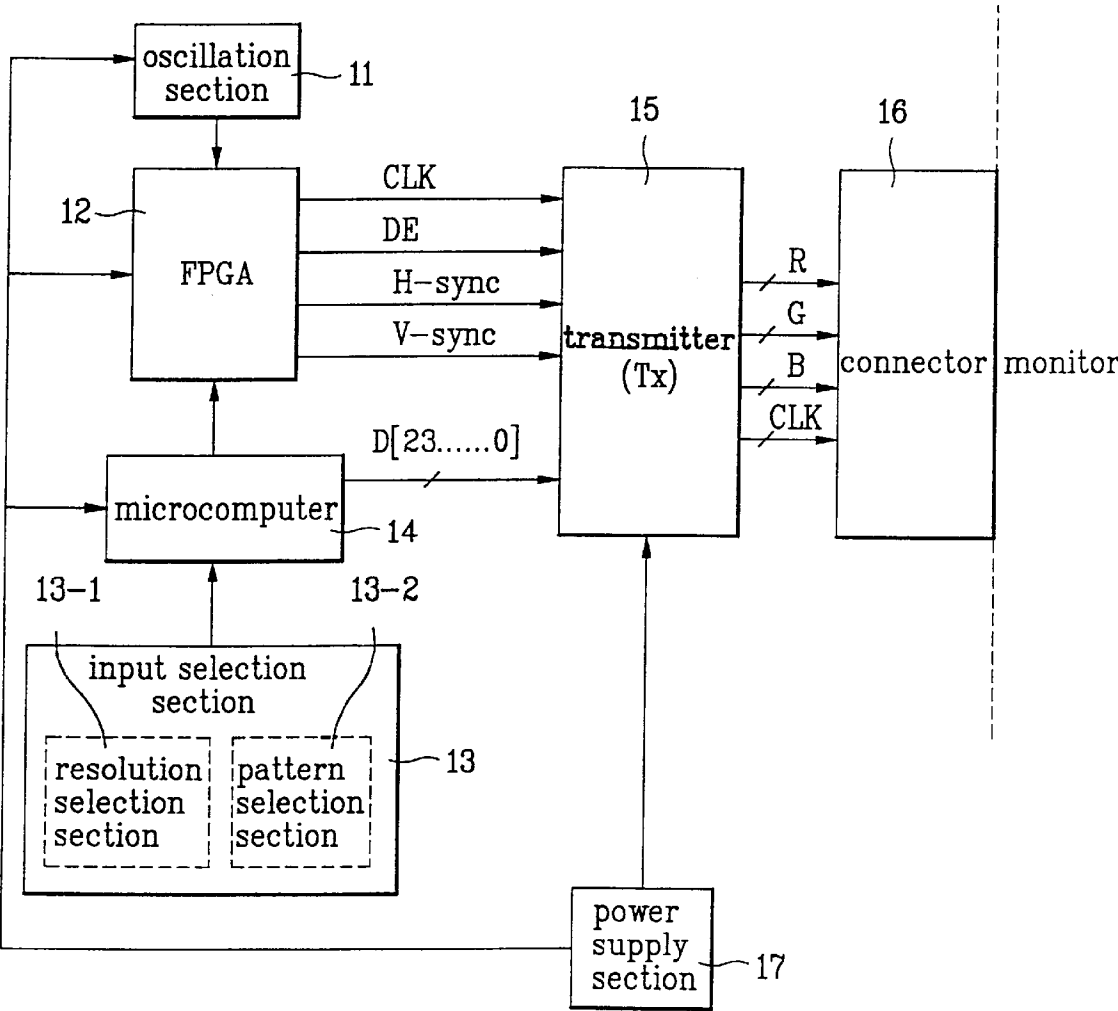 oscillation
section
11
15
16
12
FPGA
CLK
DE
H-sync
V-sync
transmitter
(Tx)
R
G
B
CLK
connector
monitor
D[23......0]
microcomputer
14
13-1
13-2
input selection
section
13
resolution
selection
section
pattern
selection
section
power
supply
section
17